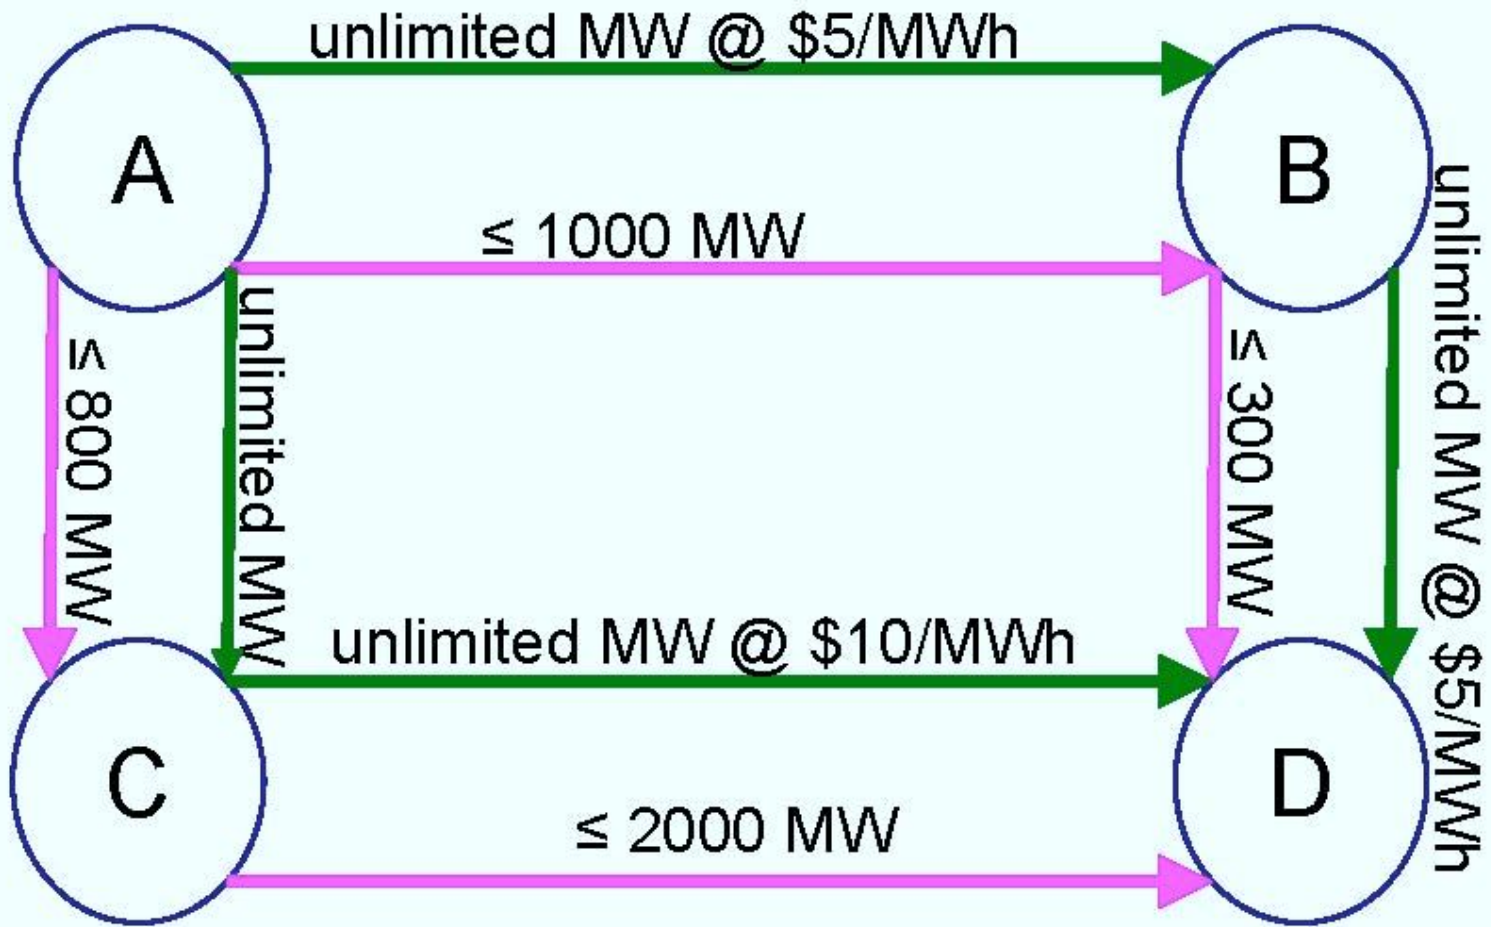 unlimited MW @ $5/MWh
A
B
≤ 1000 MW
≤ 800 MW
unlimited MW
≤ 300 MW
unlimited MW @ $5/MWh
unlimited MW @ $10/MWh
C
D
≤ 2000 MW